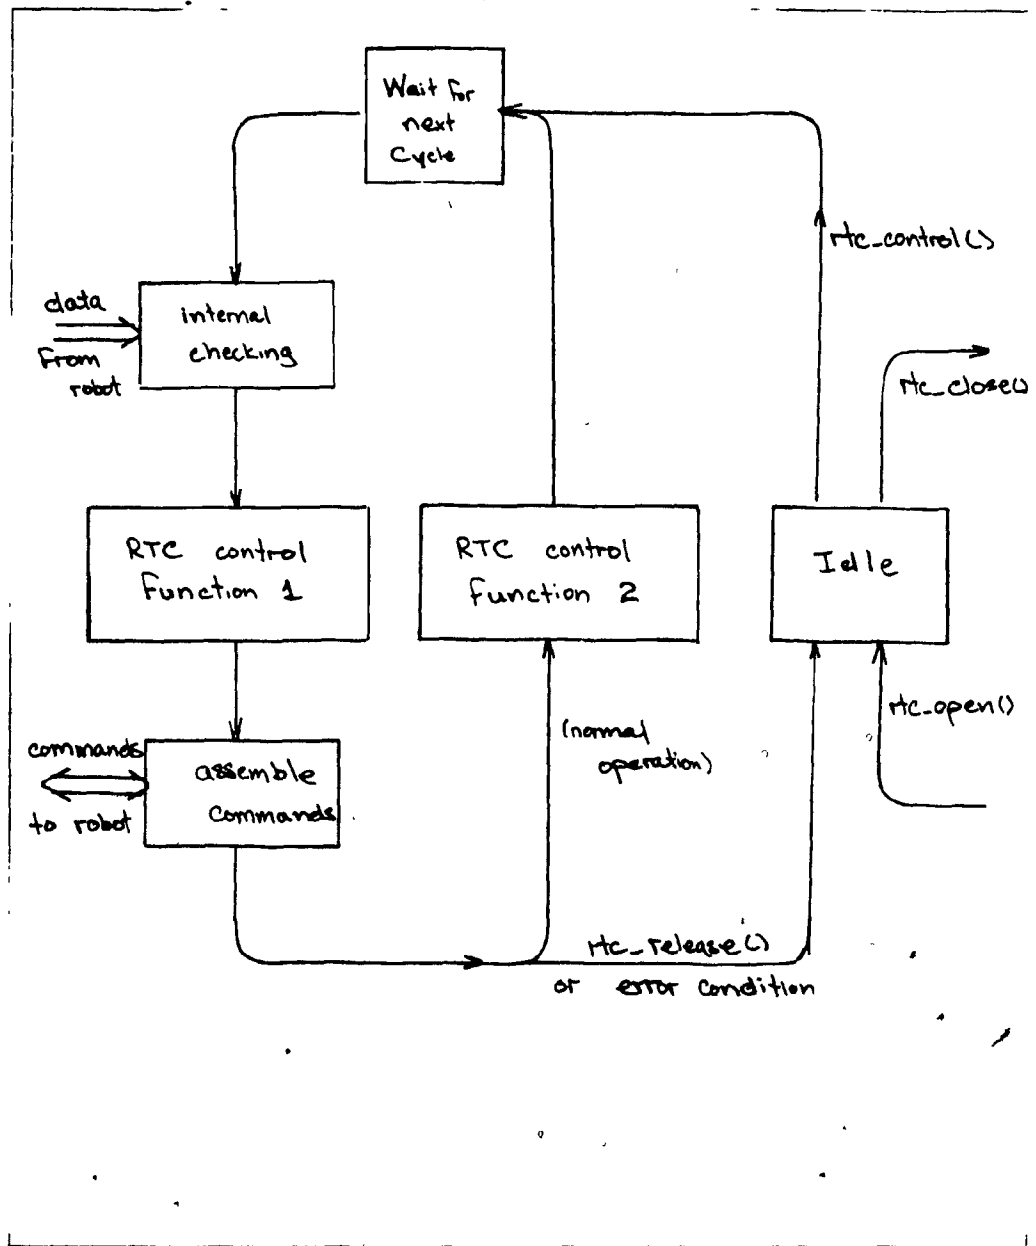 Wait for
next
Cycle
rtc_control()
data
from
robot
internal
checking
rtc_close()
RTC control
function 1
RTC control
function 2
Idle
rtc_open()
(normal
operation)
commands
to robot
assemble
commands
rtc_release()
or error condition